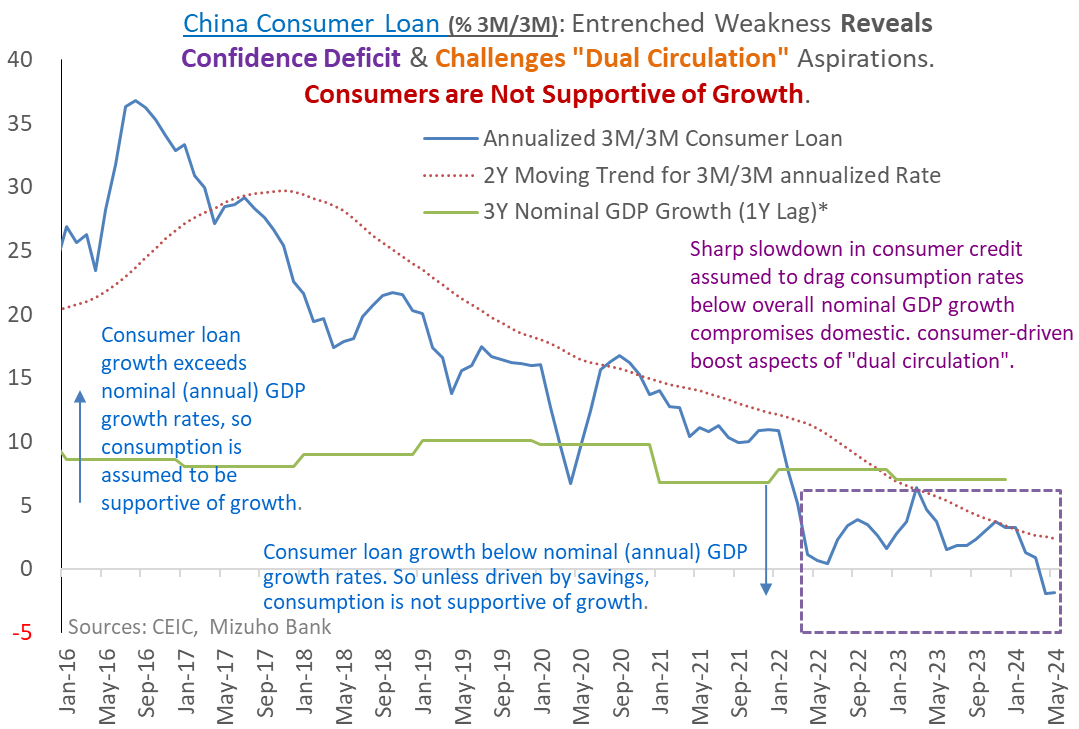 China Consumer Loan (% 3M/3M): Entrenched Weakness Reveals
Confidence Deficit & Challenges "Dual Circulation" Aspirations.
Consumers are Not Supportive of Growth.
Annualized 3M/3M Consumer Loan
2Y Moving Trend for 3M/3M annualized Rate
3Y Nominal GDP Growth (1Y Lag)*
Sharp slowdown in consumer credit
assumed to drag consumption rates
below overall nominal GDP growth
compromises domestic. consumer-driven
boost aspects of "dual circulation".
Consumer loan
growth exceeds
nominal (annual) GDP
growth rates, so
consumption is
assumed to be
supportive of growth.
Consumer loan growth below nominal (annual) GDP
growth rates. So unless driven by savings,
consumption is not supportive of growth.
Sources: CEIC, Mizuho Bank
40
35
30
25
20
15
10
5
0
-5
Jan-16
May-16
Sep-16
Jan-17
May-17
Sep-17
Jan-18
May-18
Sep-18
Jan-19
May-19
Sep-19
Jan-20
May-20
Sep-20
Jan-21
May-21
Sep-21
Jan-22
May-22
Sep-22
Jan-23
May-23
Sep-23
Jan-24
May-24